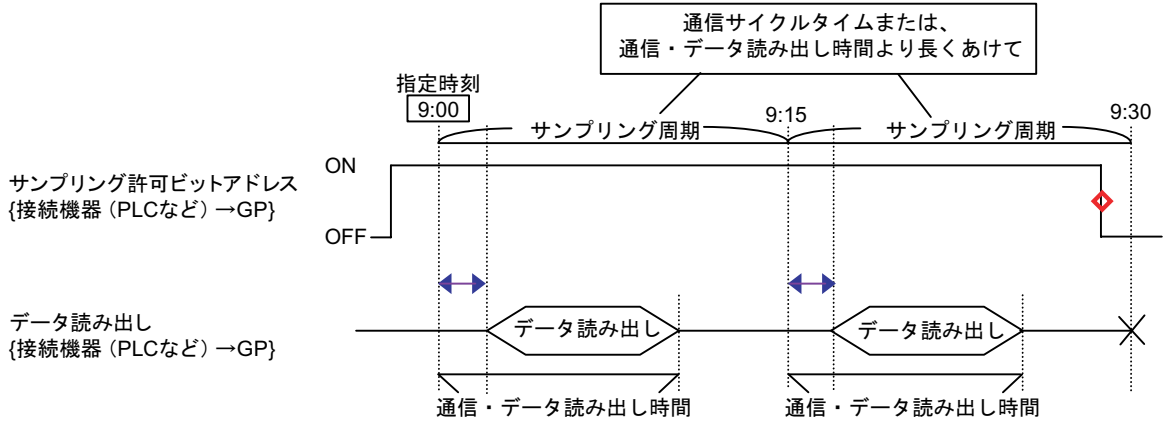 通信サイクルタイムまたは、
通信・データ読み出し時間より長くあけて
指定時刻
9:00
9:15
9:30
サンプリング周期
サンプリング周期
ON
サンプリング許可ビットアドレス
{接続機器（PLCなど）→GP}
OFF
データ読み出し
{接続機器（PLCなど）→GP}
データ読み出し
データ読み出し
通信・データ読み出し時間
通信・データ読み出し時間